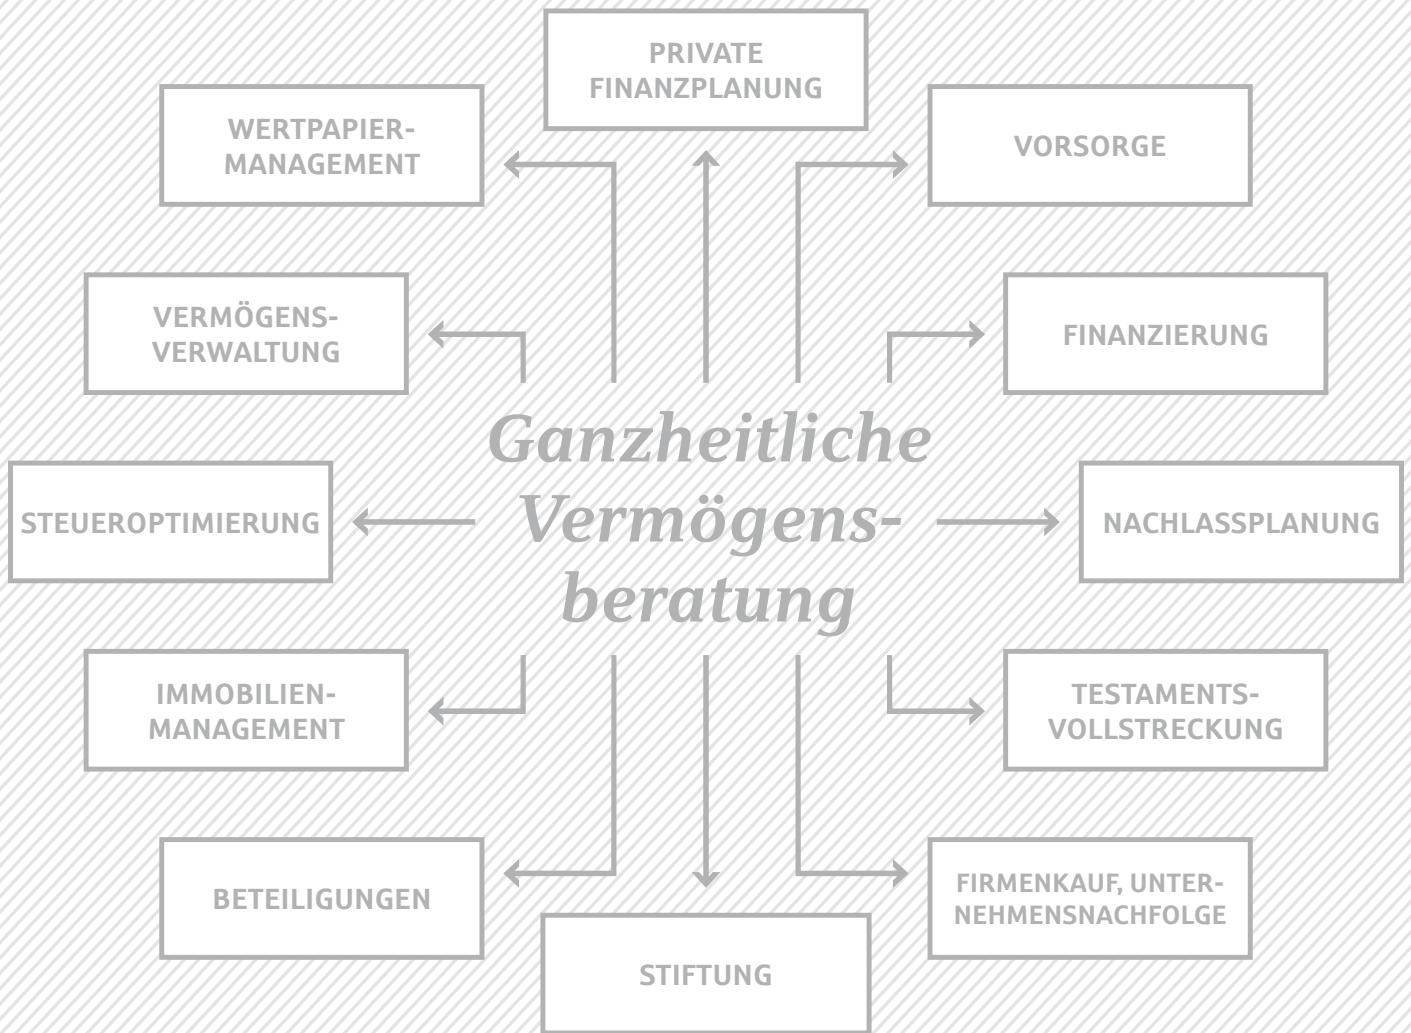 PRIVATE
FINANZPLANUNG
WERTPAPIER-
MANAGEMENT
VORSORGE
VERMÖGENS-
VERWALTUNG
FINANZIERUNG
Ganzheitliche
Vermögens-
beratung
STEUEROPTIMIERUNG
NACHLASSPLANUNG
IMMOBILIEN-
MANAGEMENT
TESTAMENTS-
VOLLSTRECKUNG
BETEILIGUNGEN
FIRMENKAUF, UNTER-
NEHMENSNACHFOLGE
STIFTUNG